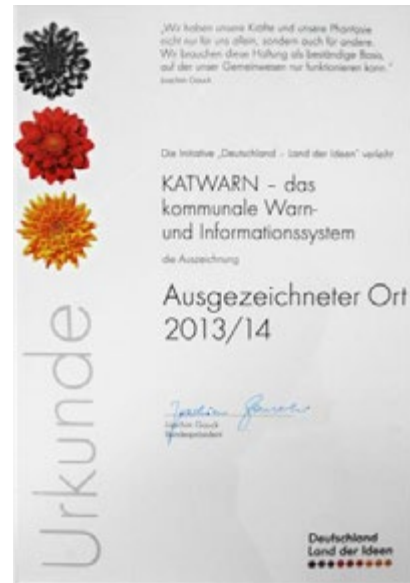 „Wir haben unsere Kräfte und unsere Phantasie
nicht nur für uns allein, sondern auch für andere.
Wir brauchen diese Haltung als beständige Basis,
auf der unser Gemeinwesen nur funktionieren kann.“
Joachim Gauck
Die Initiative „Deutschland – Land der Ideen“ verleiht
KATWARN – das
kommunale Warn-
und Informationssystem
die Auszeichnung
Ausgezeichneter Ort
2013/14
Joachim Gauck
Joachim Gauck
Bundespräsident
Urkunde
Deutschland
Land der Ideen